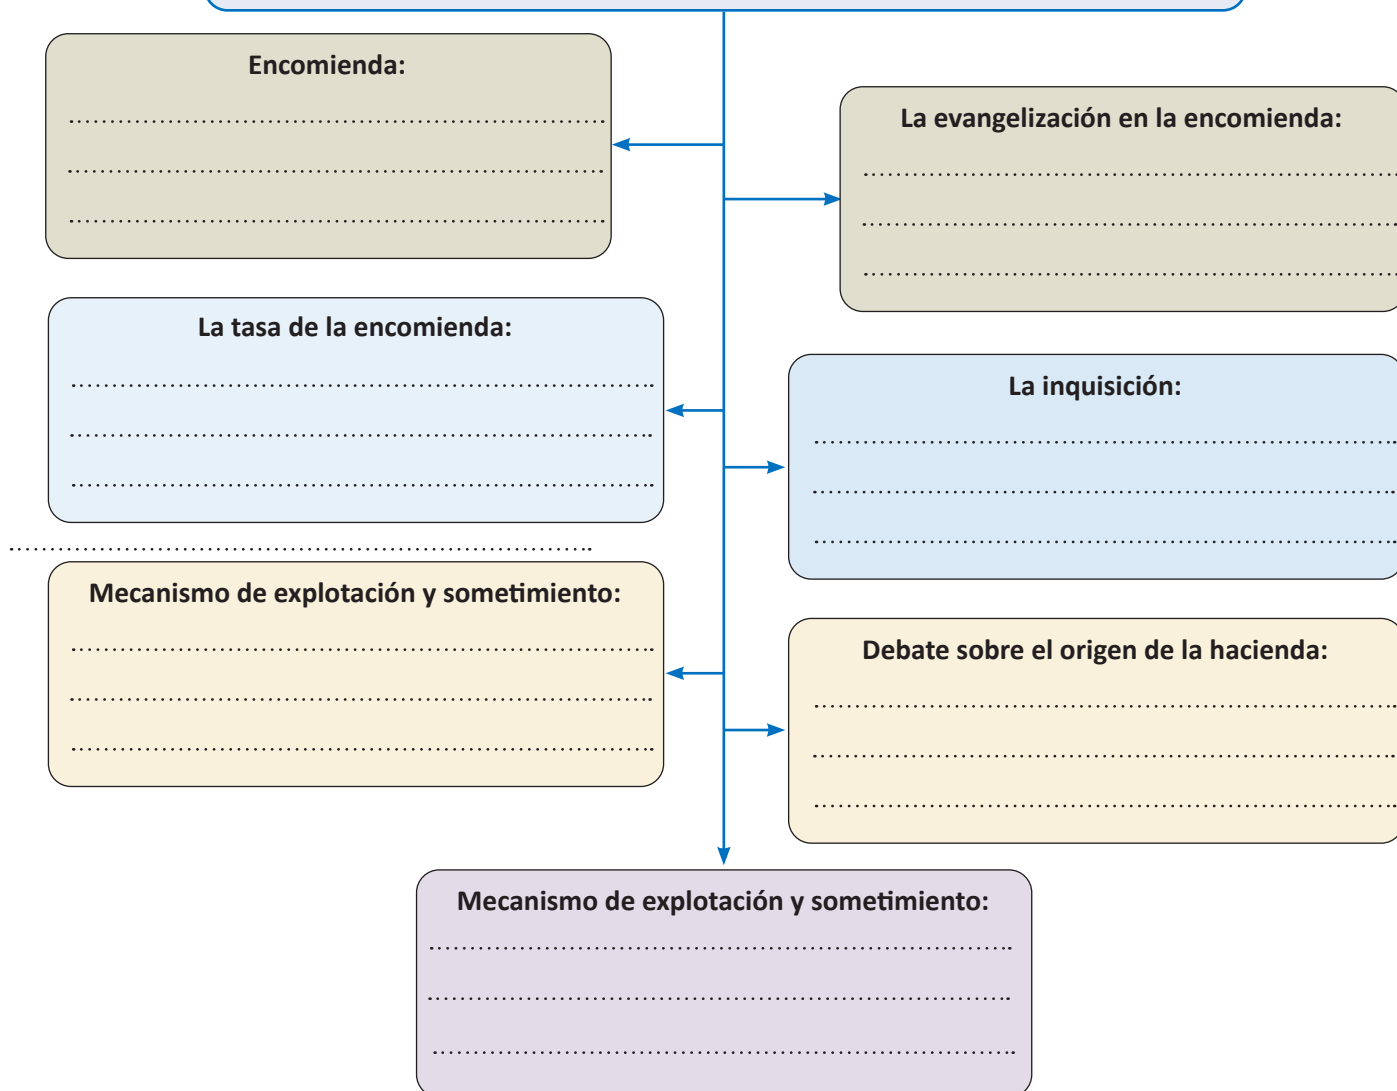 Encomienda:
La evangelización en la encomienda:
La tasa de la encomienda:
La inquisición:
Mecanismo de explotación y sometimiento:
Debate sobre el origen de la hacienda:
Mecanismo de explotación y sometimiento: